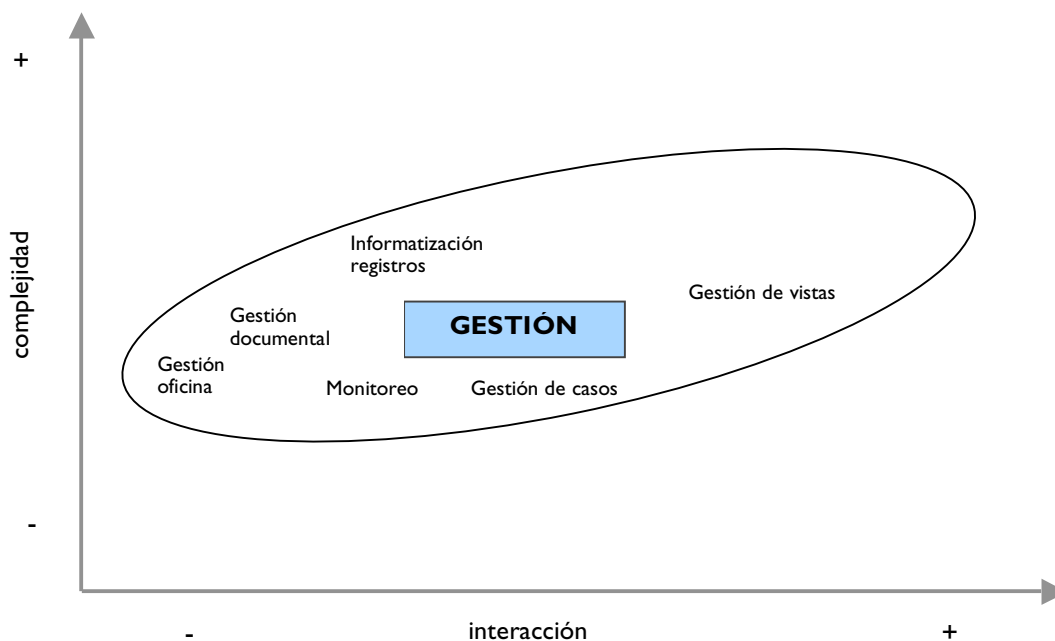 +
Informatización
registros
complejidad
Gestión de vistas
Gestión
documental
GESTIÓN
Gestión
oficina
Monitoreo
Gestión de casos
-
-
interacción
+